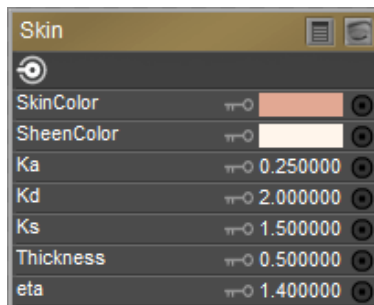 Skin
SkinColor
SheenColor
Ka 0.250000
Kd 2.000000
Ks 1.500000
Thickness 0.500000
eta 1.400000